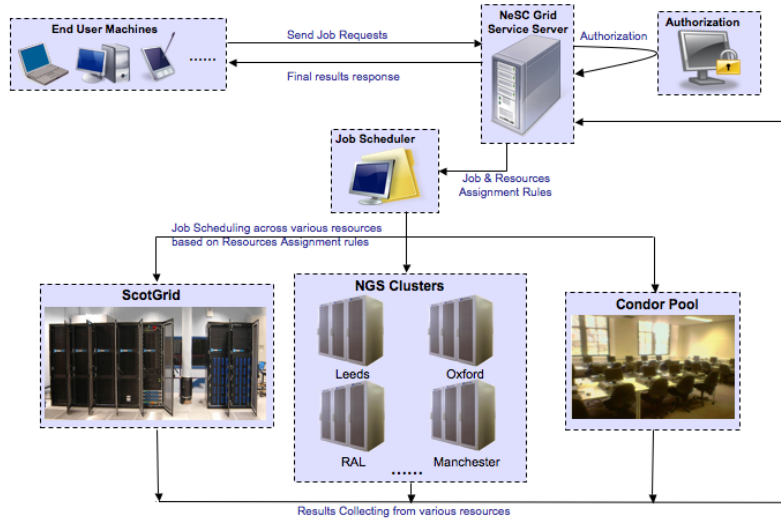 End User Machines
......
Send Job Requests
Final results response
NeSC Grid
Service Server
Authorization
Authorization
Job Scheduler
Job & Resources
Assignment Rules
Job Scheduling across various resources
based on Resources Assignment rules
ScotGrid
NGS Clusters
Leeds
Oxford
RAL
Manchester
......
Condor Pool
Results Collecting from various resources